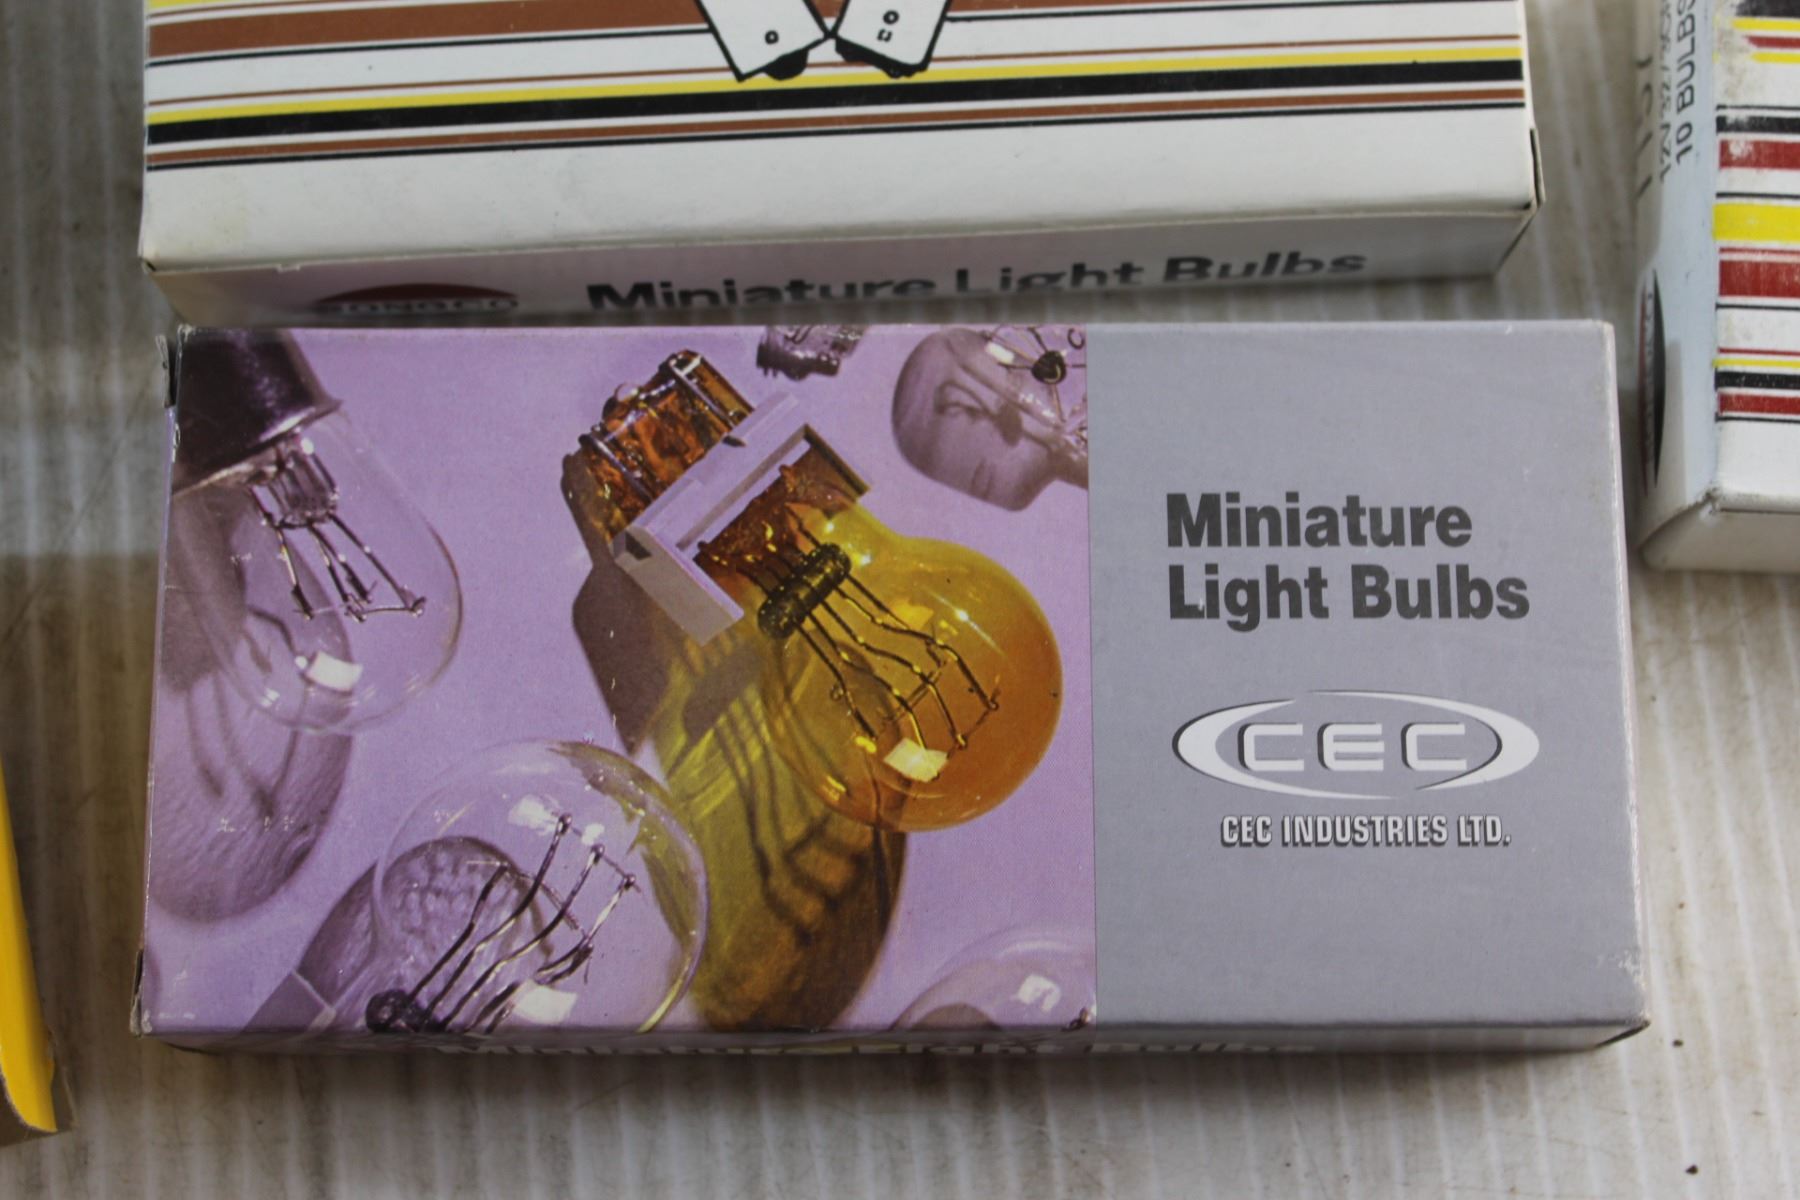 Miniature Light Bulbs
10 BULBS
Miniature
Light Bulbs
CEC
CEC INDUSTRIES LTD.